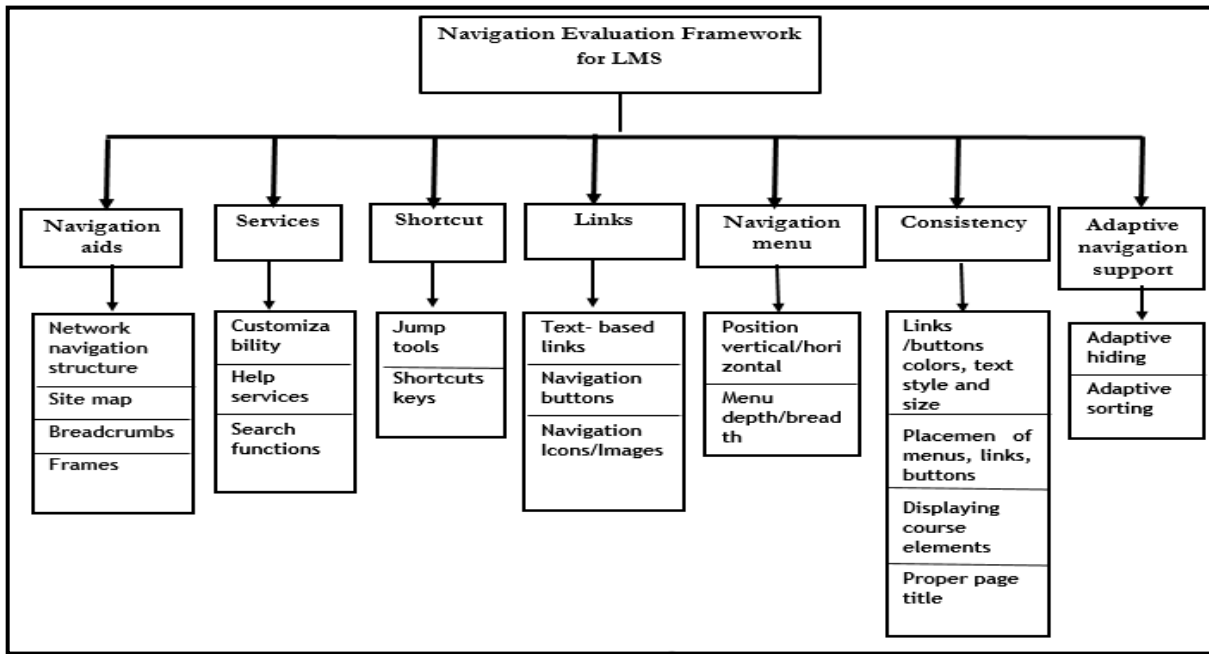 Navigation Evaluation Framework
for LMS
Navigation
aids
Services
Shortcut
Links
Navigation
menu
Consistency
Adaptive
navigation
support
Network
navigation
structure
Site map
Breadcrumbs
Frames
Customiza
bility
Help
services
Search
functions
Jump
tools
Shortcuts
keys
Text- based
links
Navigation
buttons
Navigation
Icons/Images
Position
vertical/hori
zontal
Menu
depth/bread
th
Links
/buttons
colors, text
style and
size
Placemen of
menus, links,
buttons
Displaying
course
elements
Proper page
title
Adaptive
hiding
Adaptive
sorting